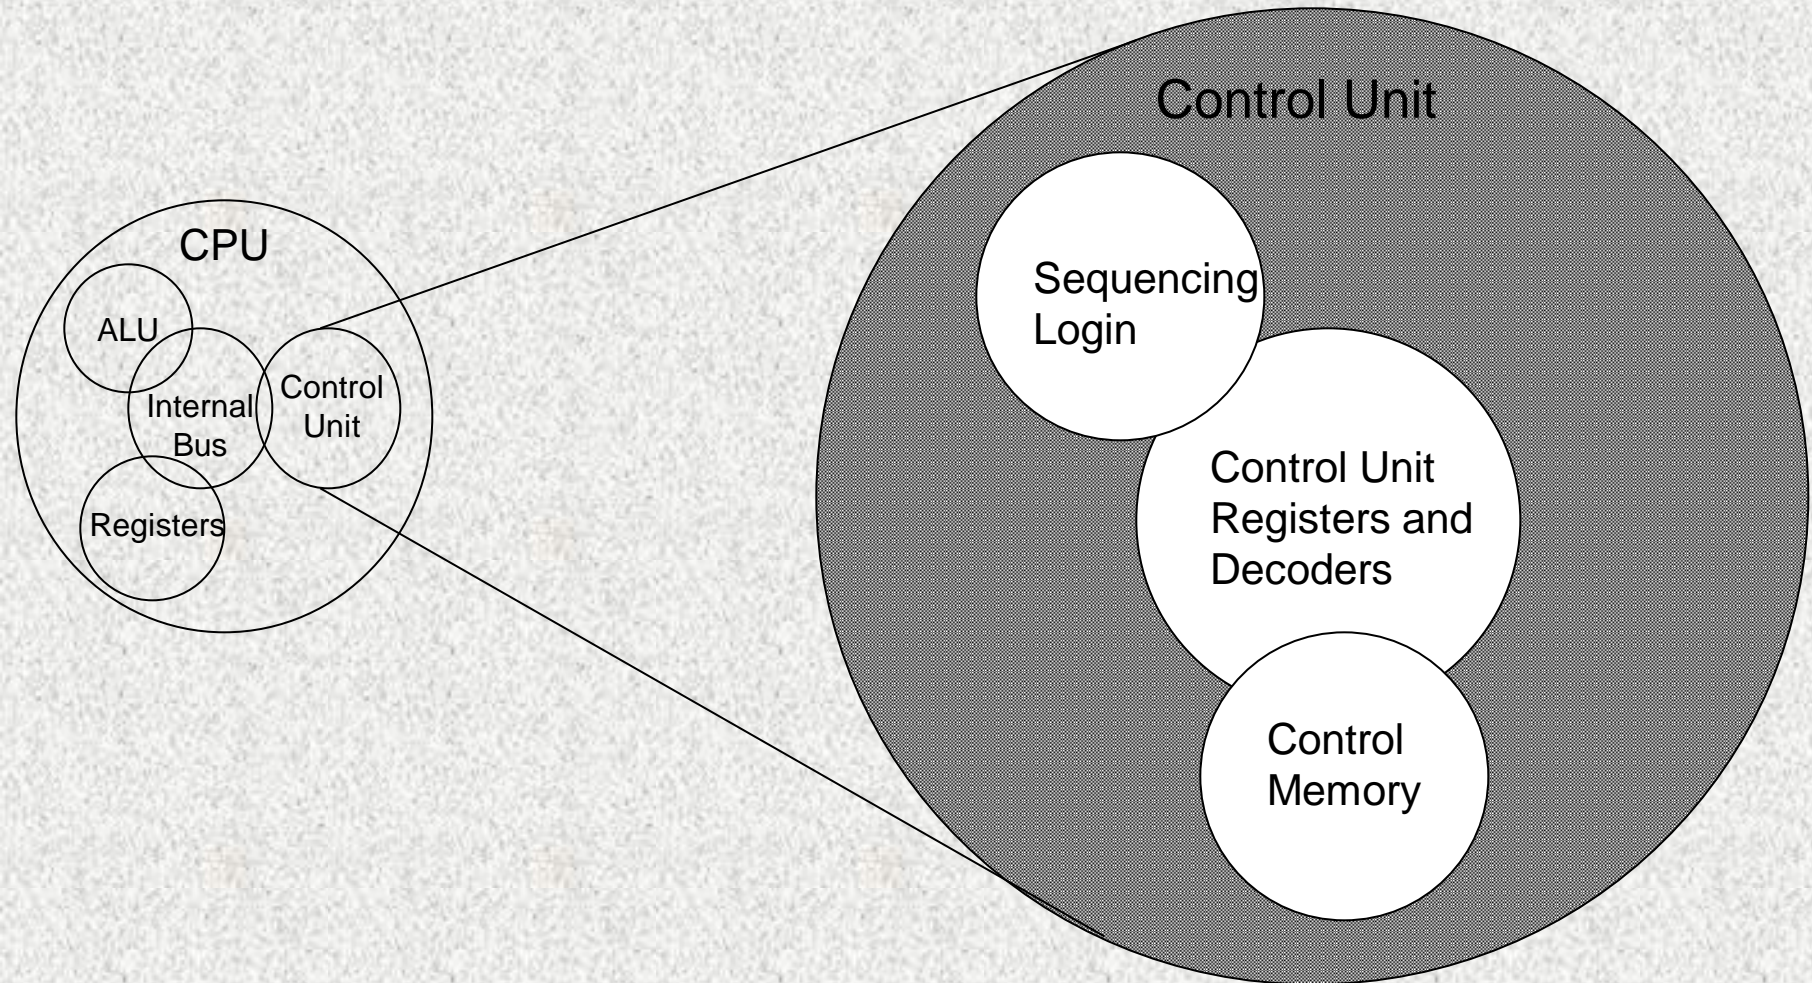 CPU
ALU
Internal
Bus
Control
Unit
Registers
Control Unit
Sequencing
Login
Control Unit
Registers and
Decoders
Control
Memory